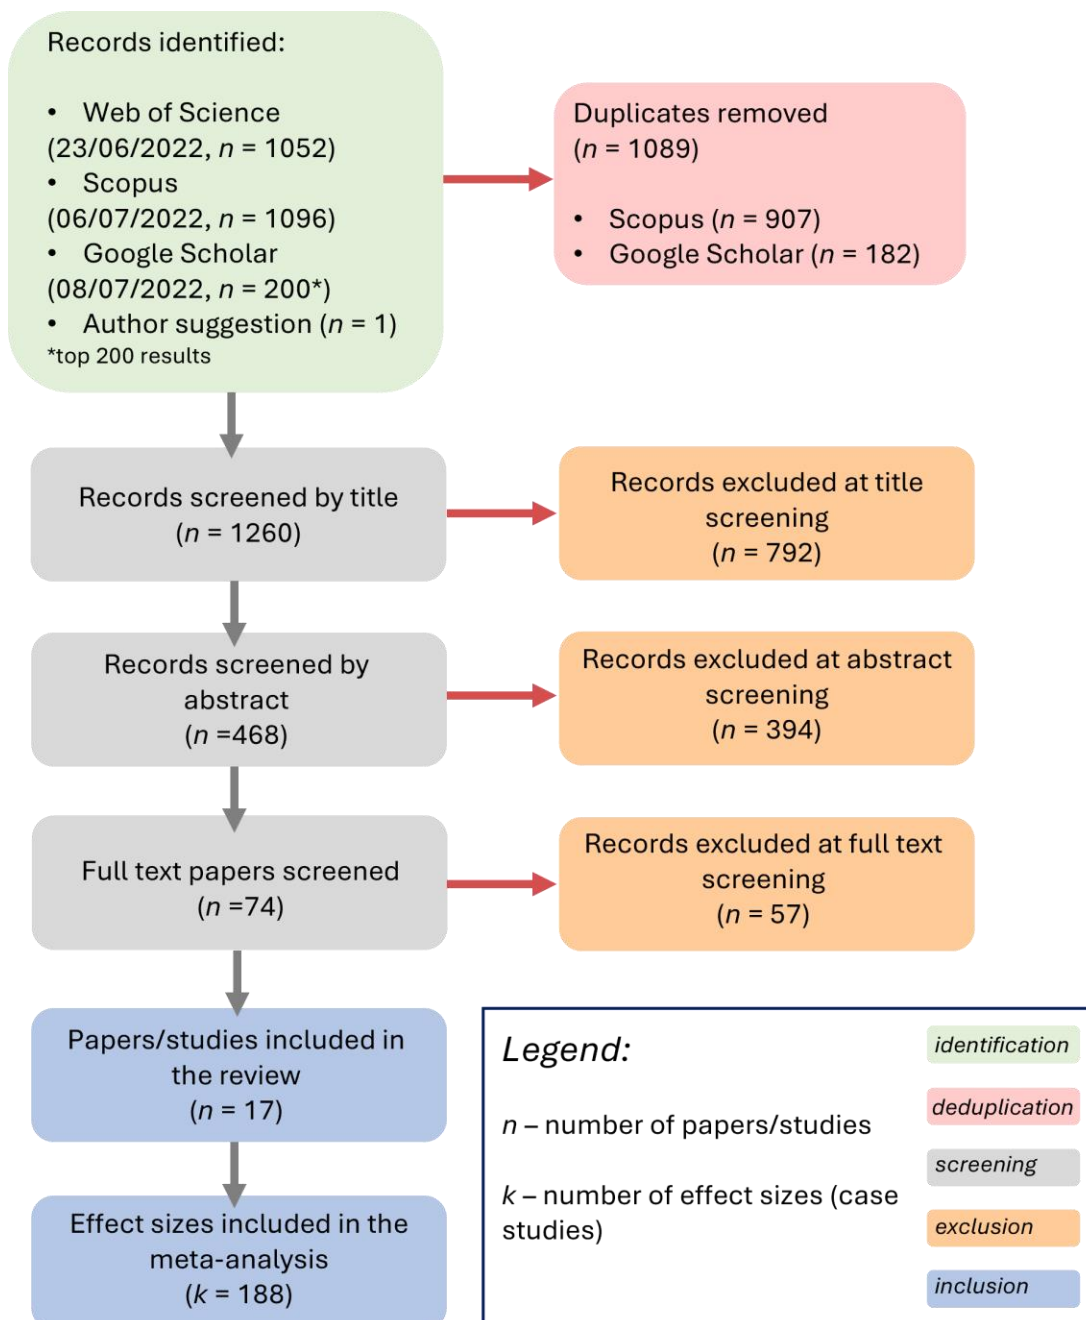 Records identified:
• Web of Science
(23/06/2022, n = 1052)
• Scopus
(06/07/2022, n = 1096)
• Google Scholar
(08/07/2022, n = 200*)
• Author suggestion (n = 1)
*top 200 results
Duplicates removed
(n = 1089)
• Scopus (n = 907)
• Google Scholar (n = 182)
Records screened by title
(n = 1260)
Records excluded at title
screening
(n = 792)
Records screened by
abstract
(n =468)
Records excluded at abstract
screening
(n = 394)
Full text papers screened
(n =74)
Records excluded at full text
screening
(n = 57)
Papers/studies included in
the review
(n = 17)
Effect sizes included in the
meta-analysis
(k = 188)
Legend:
n – number of papers/studies
k – number of effect sizes (case
studies)
identification
deduplication
screening
exclusion
inclusion